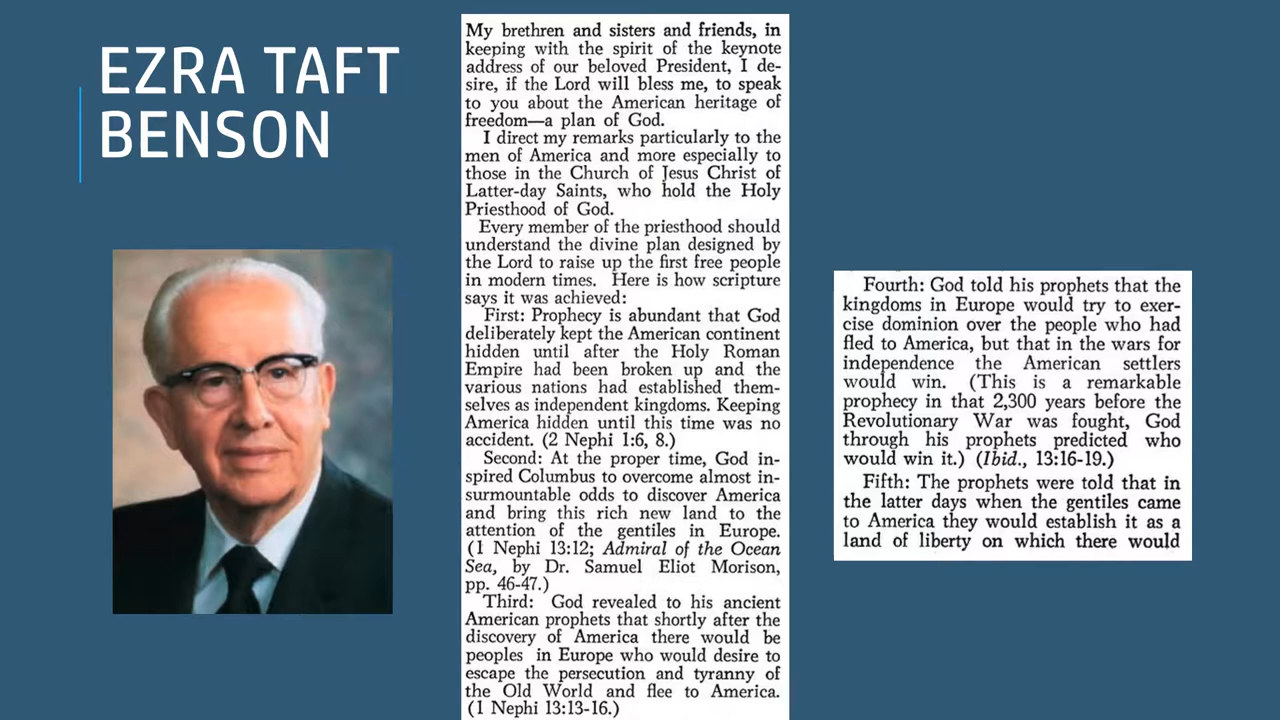 EZRA TAFT
BENSON
My brethren and sisters and friends, in
keeping with the spirit of the keynote
address of our beloved President, I de-
sire, if the Lord will bless me, to speak
to you about the American heritage of
freedom—a plan of God.
I direct my remarks particularly to the
men of America and more especially to
those in the Church of Jesus Christ of
Latter-day Saints, who hold the Holy
Priesthood of God.
Every member of the priesthood should
understand the divine plan designed by
the Lord to raise up the first free people
in modern times. Here is how scripture
says it was achieved:
First: Prophecy is abundant that God
deliberately kept the American continent
hidden until after the Holy Roman
Empire had been broken up and the
various nations had established them-
selves as independent kingdoms. Keeping
America hidden until this time was no
accident. (2 Nephi 1:6, 8.)
Second: At the proper time, God in-
spired Columbus to overcome almost in-
surmountable odds to discover America
and bring this rich new land to the
attention of the gentiles in Europe.
(1 Nephi 13:12; Admiral of the Ocean
Sea, by Dr. Samuel Eliot Morison,
pp. 46-47.)
Third: God revealed to his ancient
American prophets that shortly after the
discovery of America there would be
peoples in Europe who would desire to
escape the persecution and tyranny of
the Old World and flee to America.
(1 Nephi 13:13-16.)
Fourth: God told his prophets that the
kingdoms in Europe would try to exer-
cise dominion over the people who had
fled to America, but that in the wars for
independence the American settlers
would win. (This is a remarkable
prophecy in that 2,300 years before the
Revolutionary War was fought, God
through his prophets predicted who
would win it.) (Ibid., 13:16-19.)
Fifth: The prophets were told that in
the latter days when the gentiles came
to America they would establish it as a
land of liberty on which there would